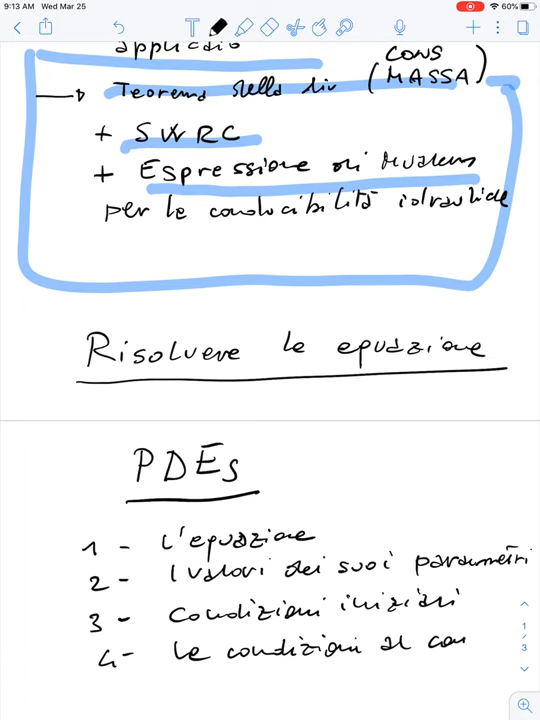 9:13 AM Wed Mar 25
60%
applicato
Teorema della div (CONS
MASSA)
+ SWRC
+ Espressione di Mualem
per la conducibilità idraulica
Risolvere le equazione
PDEs
1 - L'equazione
2 - I valori dei suoi parametri
3 - Condizioni iniziali
4 - le condizioni al con
1
/
3